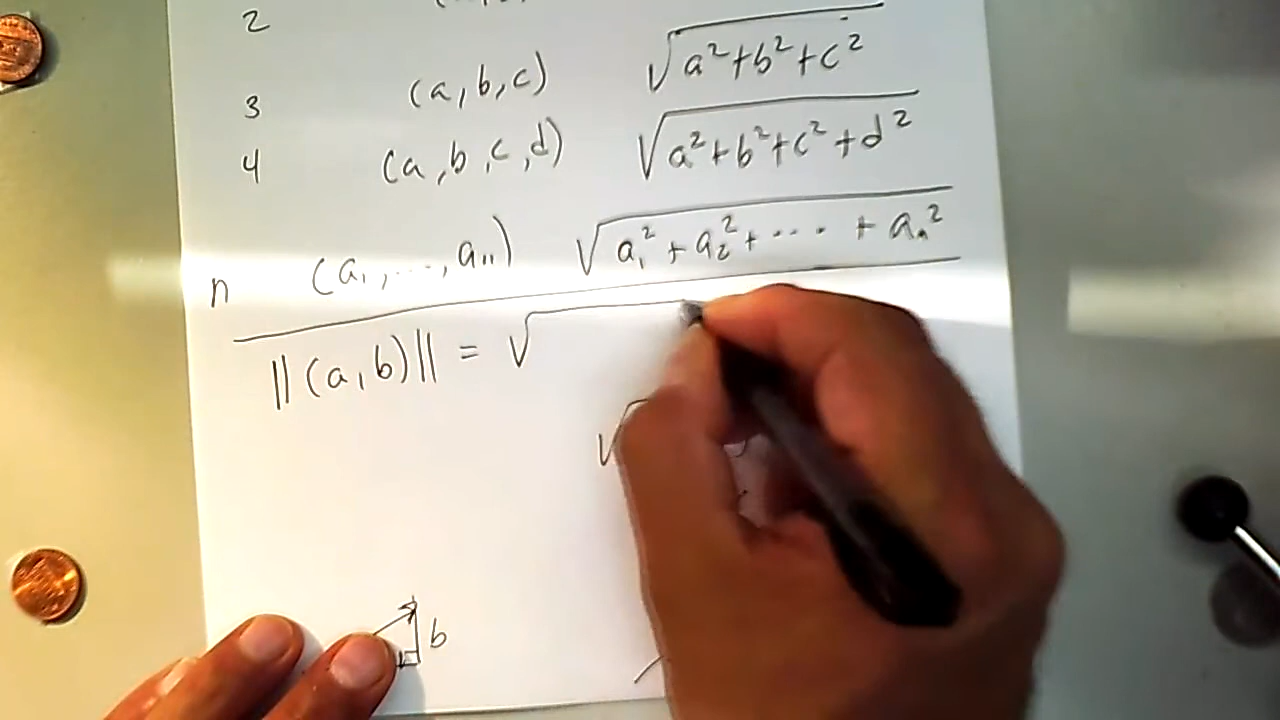 2
3 (a, b, c) √a²+b²+c²
4 (a, b, c, d) √a²+b²+c²+d²
n (a₁, ..., aₙ) √a₁²+a₂²+....+aₙ²
||(a, b)|| = √
√
b